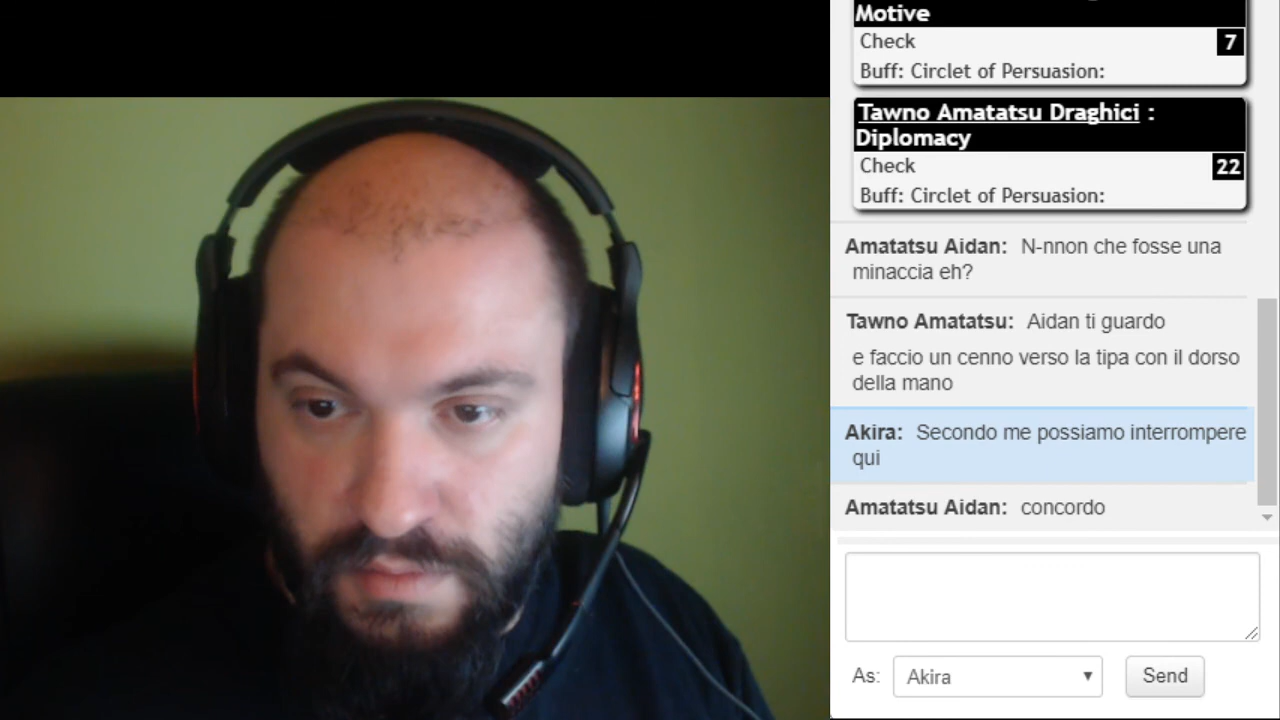 Motive
Check 7
Buff: Circlet of Persuasion:
Tawno Amatatsu Draghici :
Diplomacy
Check 22
Buff: Circlet of Persuasion:
Amatatsu Aidan: N-nnon che fosse una
minaccia eh?
Tawno Amatatsu: Aidan ti guardo
e faccio un cenno verso la tipa con il dorso
della mano
Akira: Secondo me possiamo interrompere
qui
Amatatsu Aidan: concordo
As: Akira Send